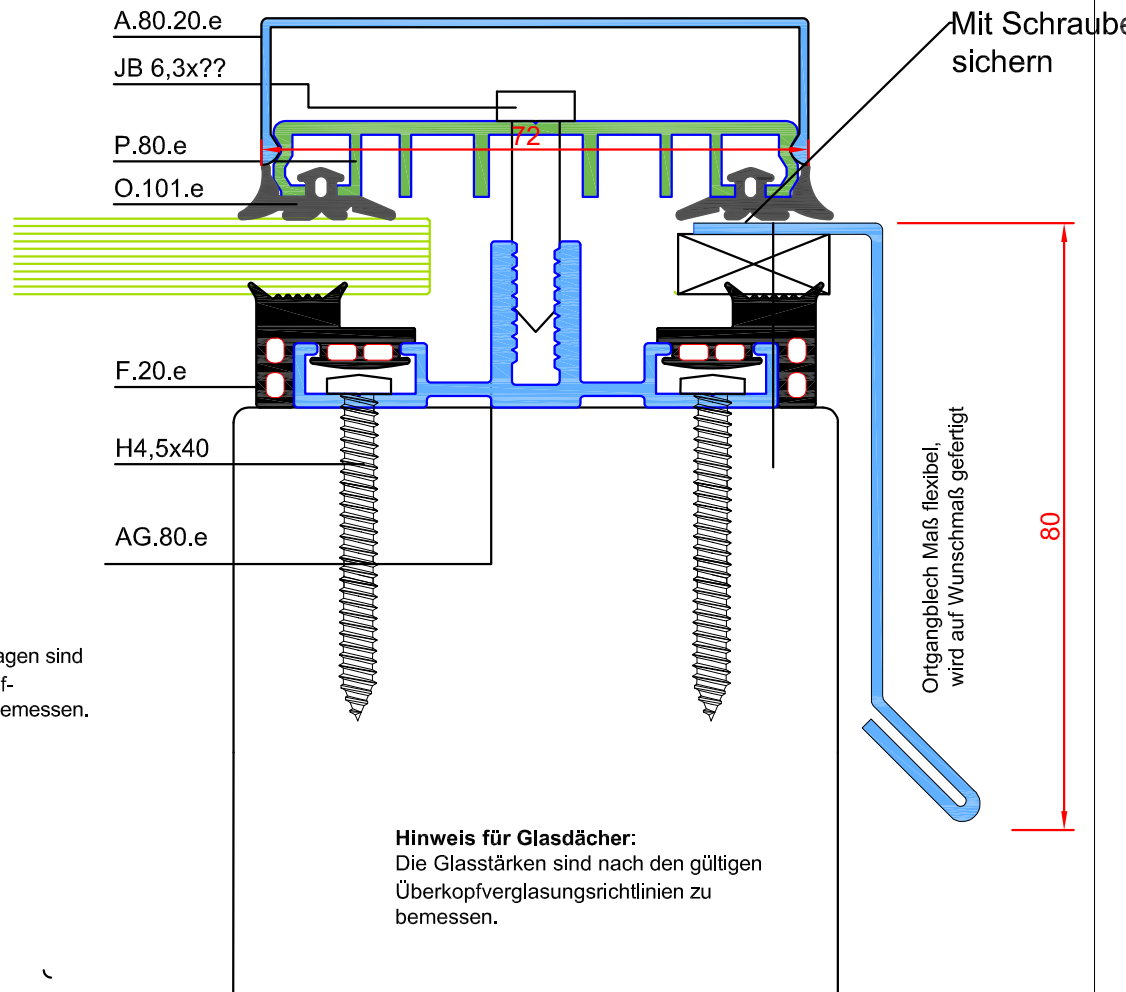 A.80.20.e
Mit Schraube
sichern
JB 6,3x??
72
P.80.e
O.101.e
F.20.e
H4,5x40
AG.80.e
Ortgangblech Maß flexibel,
wird auf Wunschmaß gefertigt
80
agen sind
f-
emessen.
Hinweis für Glasdächer:
Die Glasstärken sind nach den gültigen
Überkopfverglasungsrichtlinien zu
bemessen.